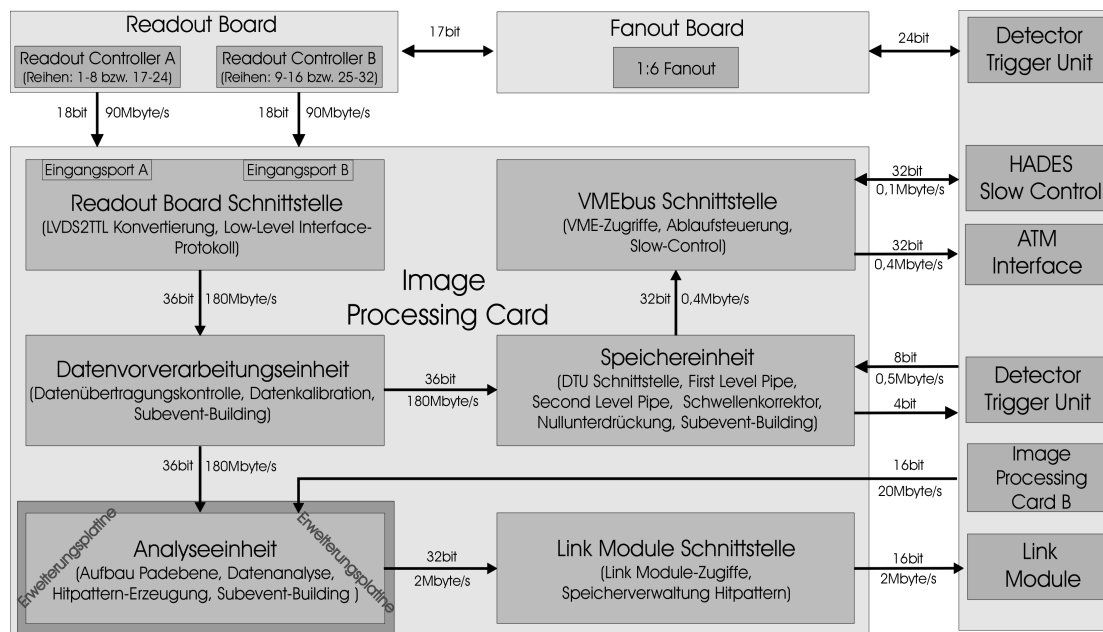 Readout Board
Readout Controller A
(Reihen: 1-8 bzw. 17-24)
Readout Controller B
(Reihen: 9-16 bzw. 25-32)
17bit
Fanout Board
1:6 Fanout
24bit
Detector
Trigger Unit
18bit 90Mbyte/s
18bit 90Mbyte/s
Eingangsport A
Eingangsport B
Readout Board Schnittstelle
(LVDS2TTL Konvertierung, Low-Level Interface-
Protokoll)
VMEbus Schnittstelle
(VME-Zugriffe, Ablaufsteuerung,
Slow-Control)
32bit
0,1Mbyte/s
HADES
Slow Control
32bit
0,4Mbyte/s
ATM
Interface
Image
Processing Card
36bit 180Mbyte/s
32bit 0,4Mbyte/s
Datenvorverarbeitungseinheit
(Datenübertragungskontrolle, Datenkalibration,
Subevent-Building)
36bit
180Mbyte/s
Speichereinheit
(DTU Schnittstelle, First Level Pipe,
Second Level Pipe, Schwellenkorrektor,
Nullunterdrückung, Subevent-Building)
8bit
0,5Mbyte/s
4bit
Detector
Trigger Unit
36bit 180Mbyte/s
16bit
20Mbyte/s
Image
Processing
Card B
Erweiterungsplatine
Erweiterungsplatine
Analyseeinheit
(Aufbau Padebene, Datenanalyse,
Hitpattern-Erzeugung, Subevent-Building )
32bit
2Mbyte/s
Link Module Schnittstelle
(Link Module-Zugiffe,
Speicherverwaltung Hitpattern)
16bit
2Mbyte/s
Link
Module